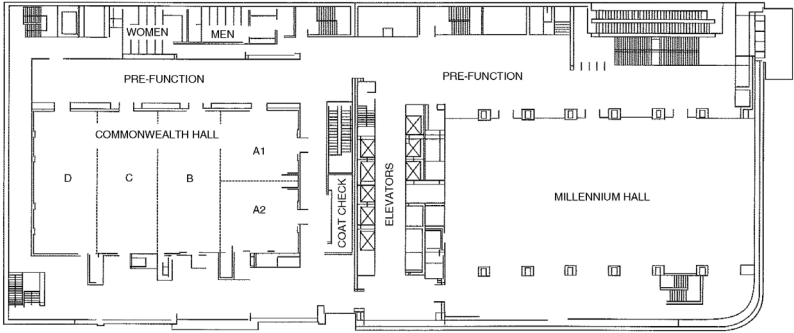 WOMEN
MEN
PRE-FUNCTION
PRE-FUNCTION
COMMONWEALTH HALL
D
C
B
A1
A2
COAT CHECK
ELEVATORS
MILLENNIUM HALL